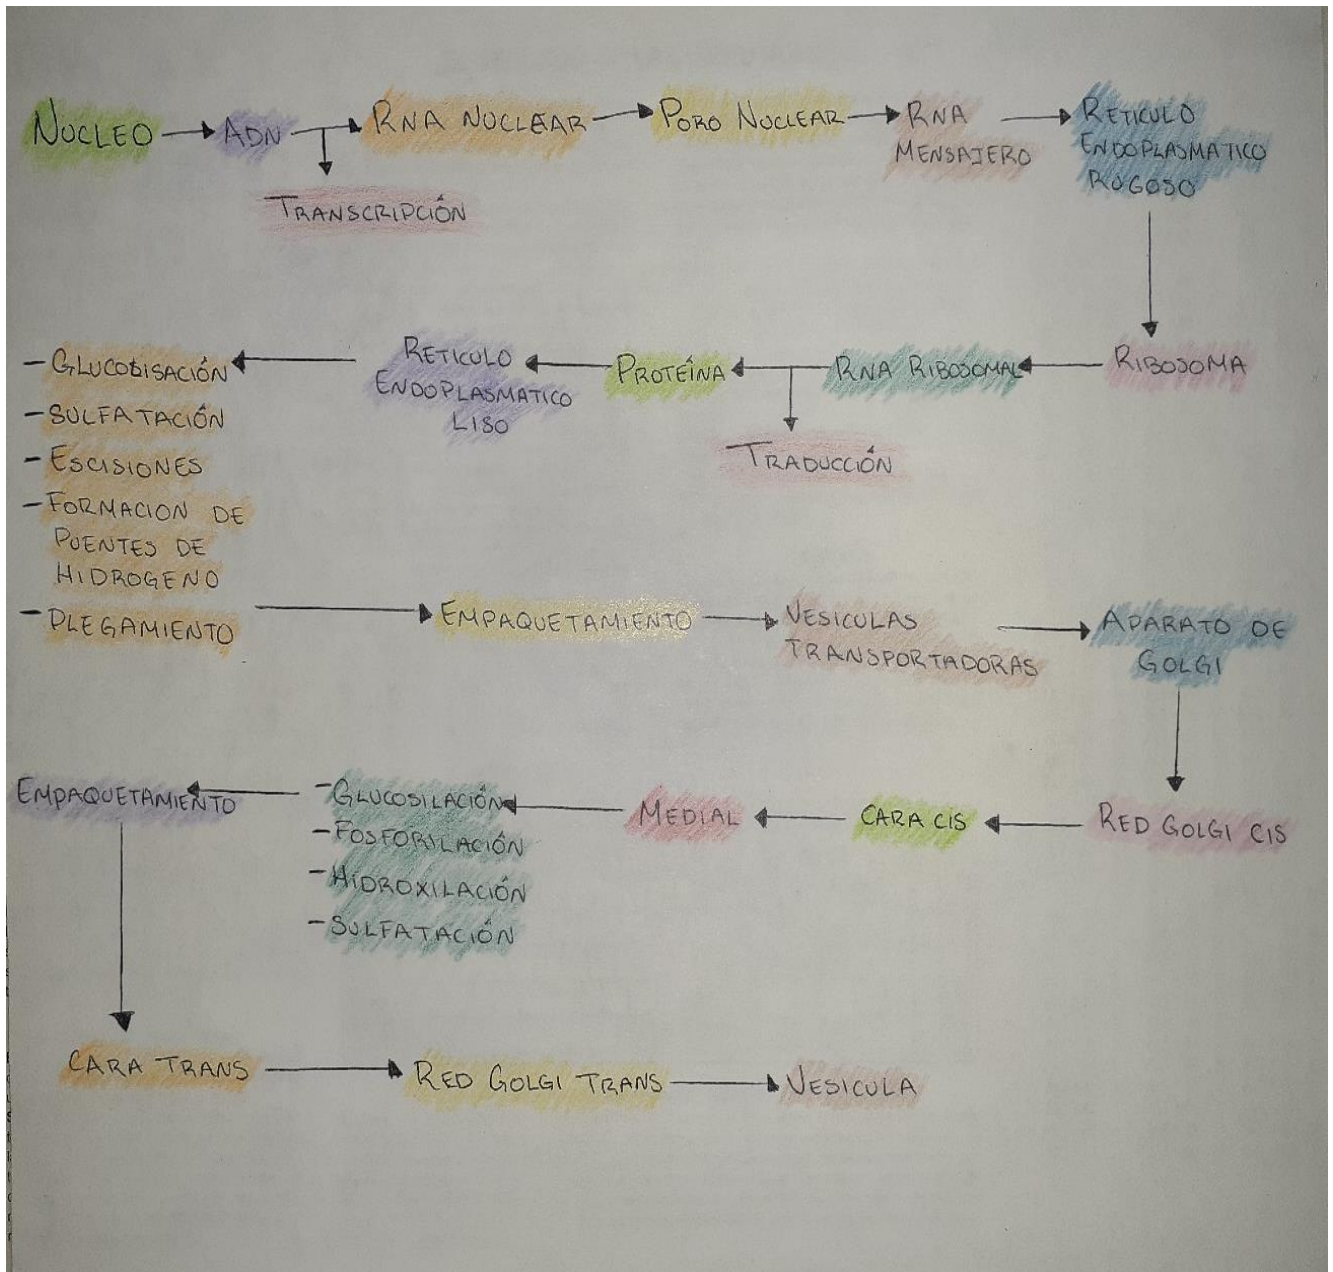 NUCLEO
ADN
RNA NUCLEAR
PORO NUCLEAR
RNA
MENSAJERO
RETICULO
ENDOPLASMATICO
RUGOSO
TRANSCRIPCIÓN
RIBOSOMA
RNA RIBOSOMAL
TRADUCCIÓN
PROTEÍNA
RETICULO
ENDOPLASMATICO
LISO
- GLUCOSISACIÓN
- SULFATACIÓN
- ESCISIONES
- FORMACION DE
PUENTES DE
HIDROGENO
- PLEGAMIENTO
EMPAQUETAMIENTO
VESICULAS
TRANSPORTADORAS
APARATO DE
GOLGI
RED GOLGI CIS
CARA CIS
MEDIAL
- GLUCOSILACIÓN
- FOSFORILACIÓN
- HIDROXILACIÓN
- SULFATACIÓN
EMPAQUETAMIENTO
CARA TRANS
RED GOLGI TRANS
VESICULA